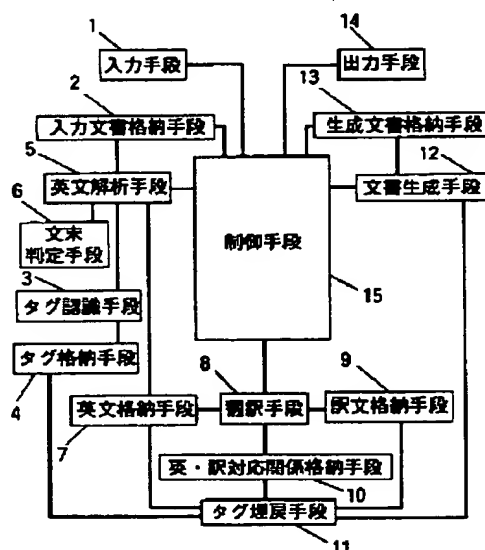 1
14
入力手段
出力手段
2
13
入力文書格納手段
生成文書格納手段
5
12
英文解析手段
文書生成手段
6
文末
判定手段
制御手段
15
3
タグ認識手段
タグ格納手段
4
8
9
英文格納手段
翻訳手段
訳文格納手段
7
英・訳対応関係格納手段
10
タグ埋戻手段
11